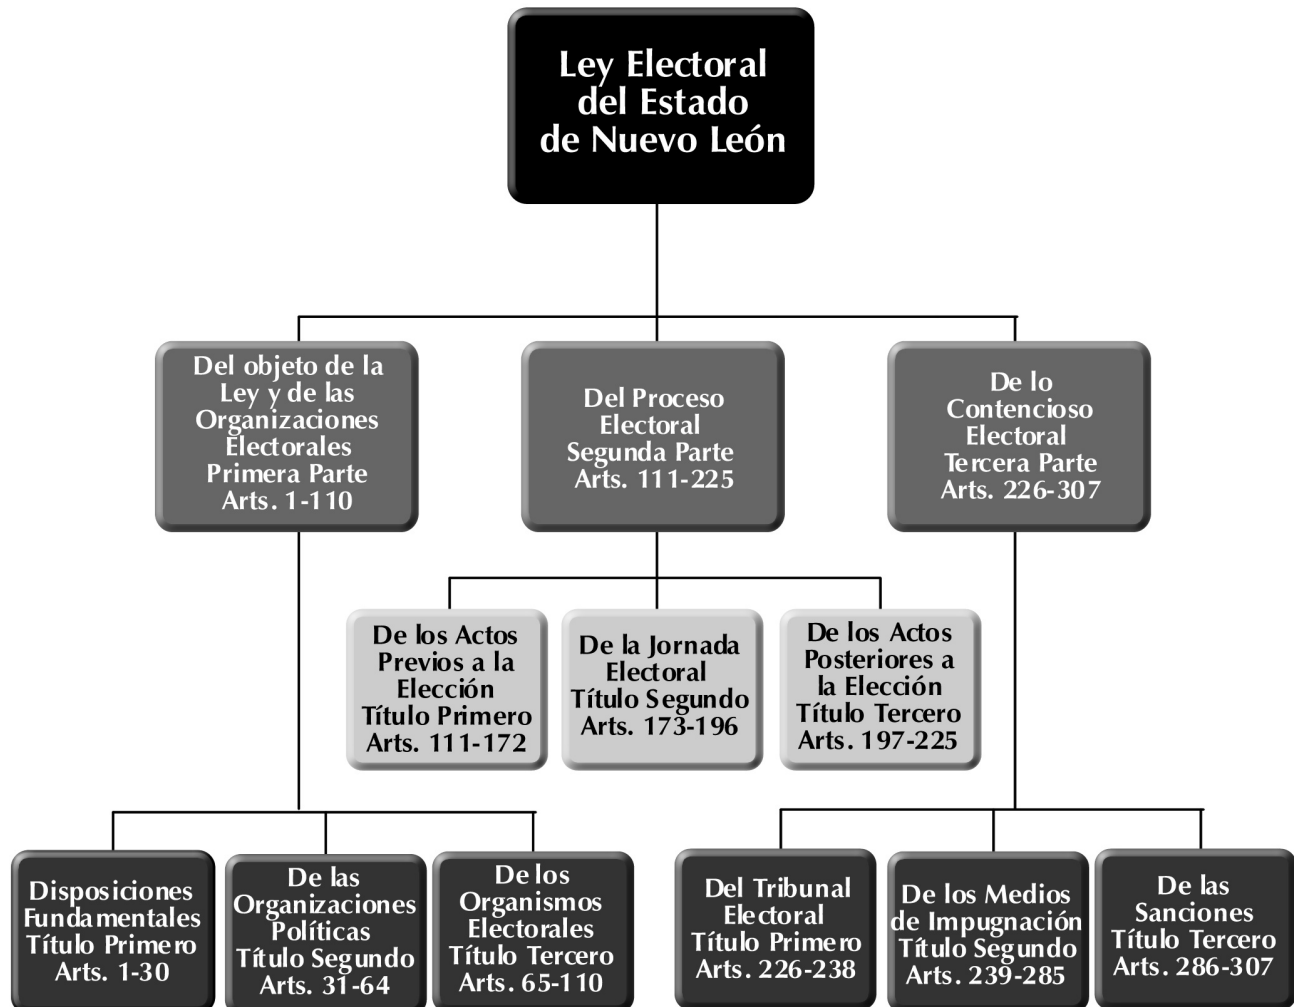 Ley Electoral
del Estado
de Nuevo León
Del objeto de la
Ley y de las
Organizaciones
Electorales
Primera Parte
Arts. 1-110
Del Proceso
Electoral
Segunda Parte
Arts. 111-225
De lo
Contencioso
Electoral
Tercera Parte
Arts. 226-307
De los Actos
Previos a la
Elección
Título Primero
Arts. 111-172
De la Jornada
Electoral
Título Segundo
Arts. 173-196
De los Actos
Posteriores a
la Elección
Título Tercero
Arts. 197-225
Disposiciones
Fundamentales
Título Primero
Arts. 1-30
De las
Organizaciones
Políticas
Título Segundo
Arts. 31-64
De los
Organismos
Electorales
Título Tercero
Arts. 65-110
Del Tribunal
Electoral
Título Primero
Arts. 226-238
De los Medios
de Impugnación
Título Segundo
Arts. 239-285
De las
Sanciones
Título Tercero
Arts. 286-307